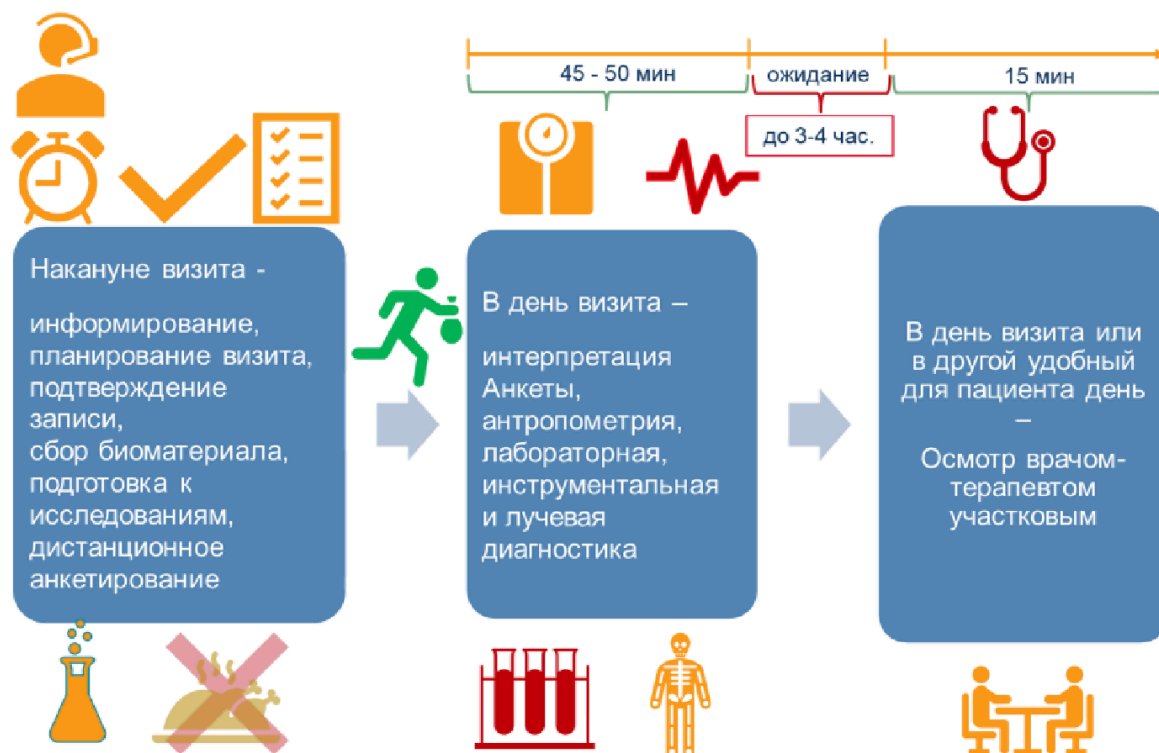 45 - 50 мин
ожидание
15 мин
до 3-4 час.
Накануне визита -
информирование,
планирование визита,
подтверждение
записи,
сбор биоматериала,
подготовка к
исследованиям,
дистанционное
анкетирование
В день визита –
интерпретация
Анкеты,
антропометрия,
лабораторная,
инструментальная
и лучевая
диагностика
В день визита или
в другой удобный
для пациента день
–
Осмотр врачом-
терапевтом
участковым